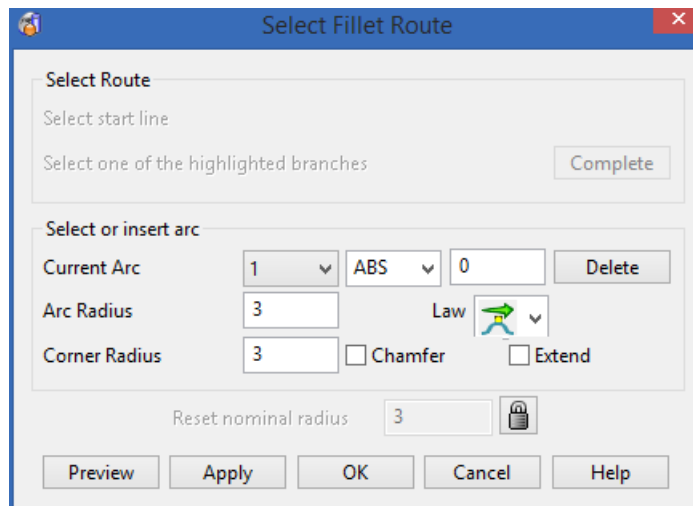 Select Fillet Route
Select Route
Select start line
Select one of the highlighted branches Complete
Select or insert arc
Current Arc 1 ABS 0 Delete
Arc Radius 3 Law
Corner Radius 3 Chamfer Extend
Reset nominal radius 3
Preview Apply OK Cancel Help